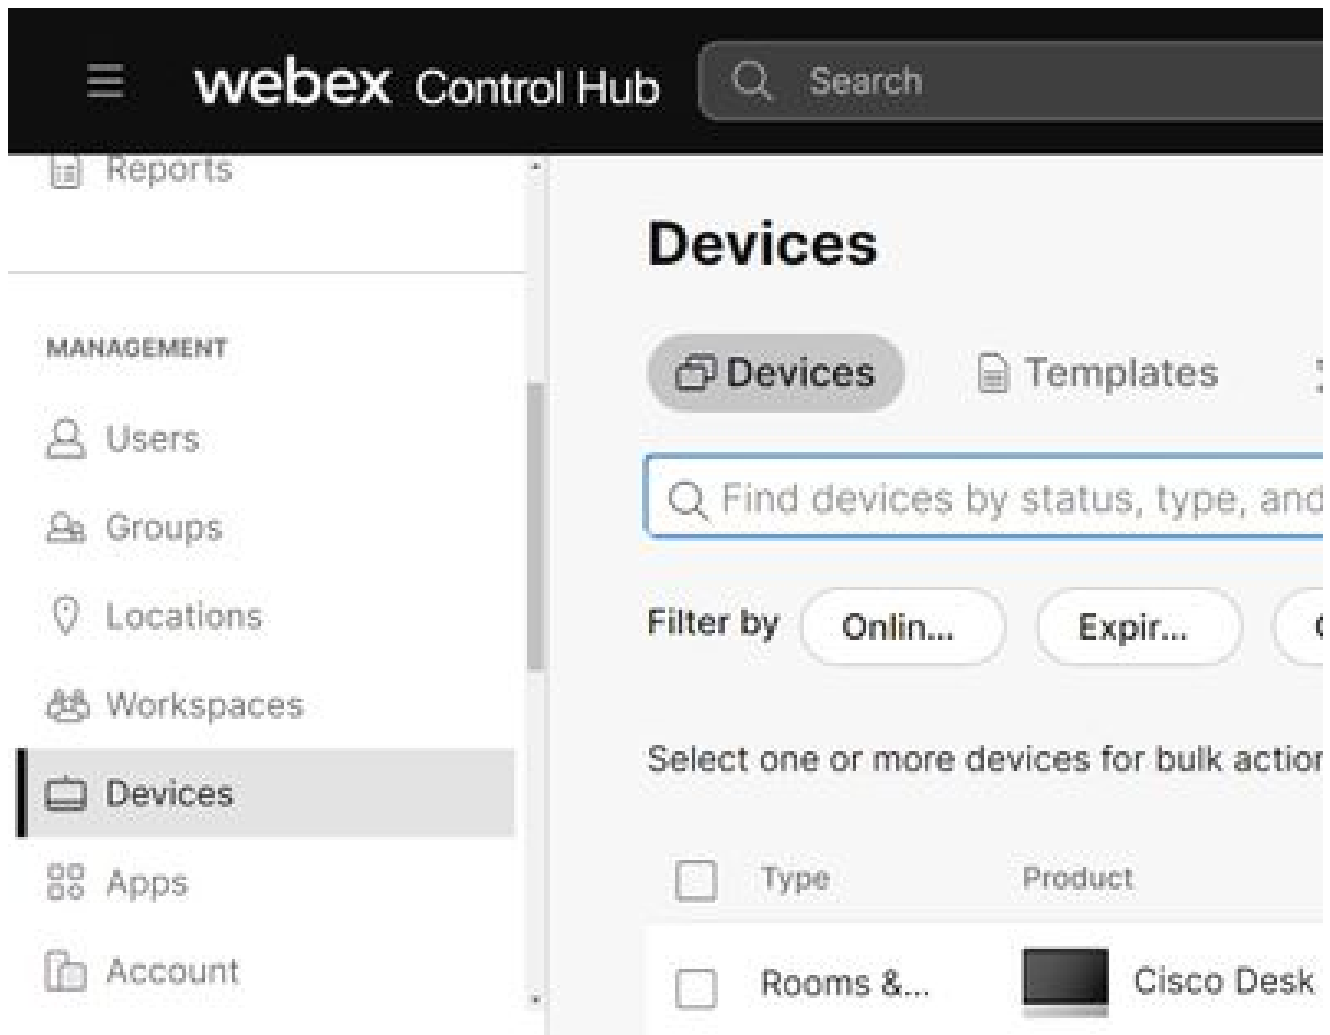 webex Control Hub
Search
Reports
MANAGEMENT
Users
Groups
Locations
Workspaces
Devices
Apps
Account
Devices
Devices
Templates
Find devices by status, type, and
Filter by
Onlin...
Expir...
Select one or more devices for bulk action
Type
Product
Rooms &...
Cisco Desk